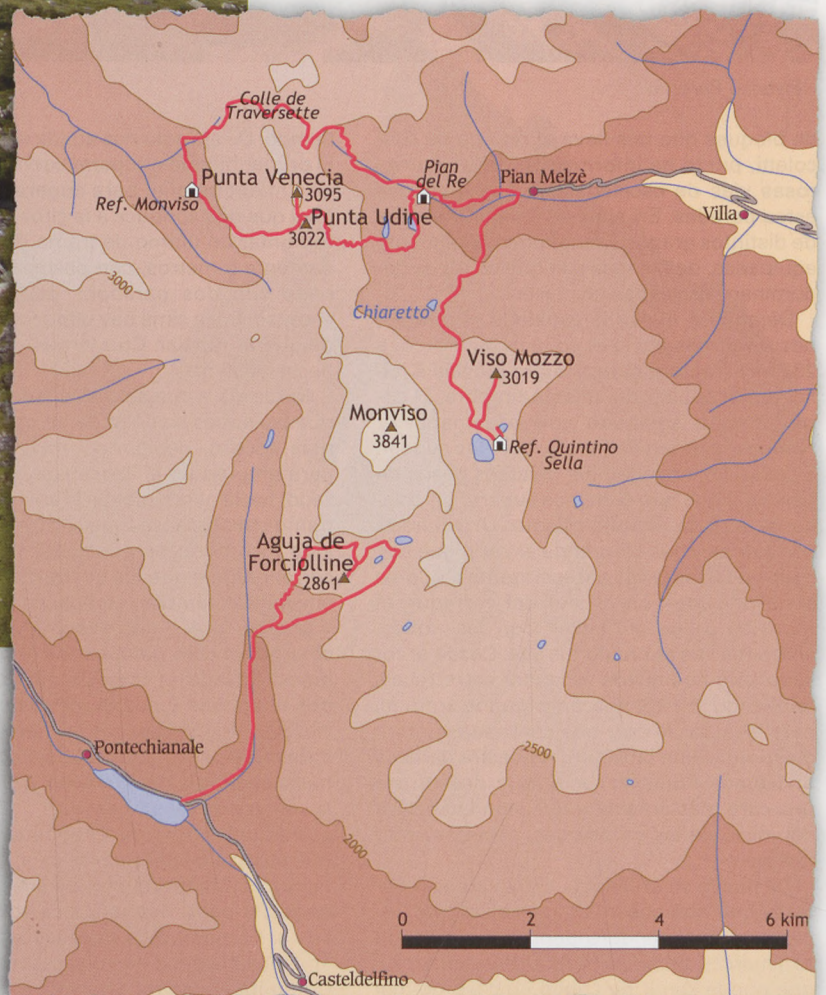 Colle de
Traversette
Pian
del Re
Pian Melzè
Punta Venecia
3095
Ref. Monviso
Punta Udine
3022
Villa
3000
Chiaretto
Viso Mozzo
3019
Monviso
3841
Ref. Quintino
Sella
Aguja de
Forciolline
2861
Pontechianale
2500
2000
0 2 4 6 km
Casteldelfino